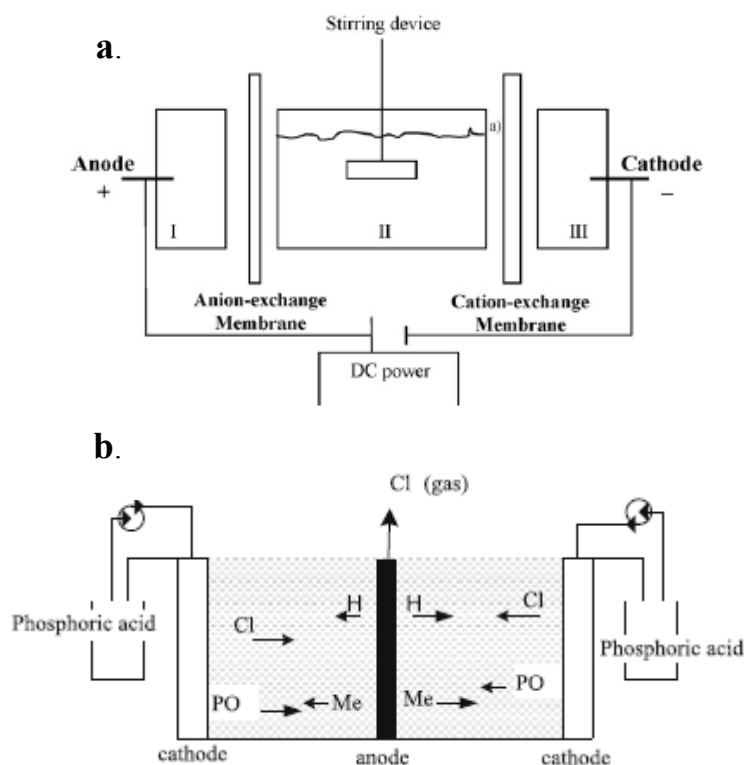 a.
Stirring device
a)
Anode
+
Cathode
–
I
II
III
Anion-exchange
Membrane
Cation-exchange
Membrane
DC power
b.
Cl (gas)
H
H
Cl
Cl
Phosphoric acid
Phosphoric acid
PO
Me
Me
PO
cathode
anode
cathode